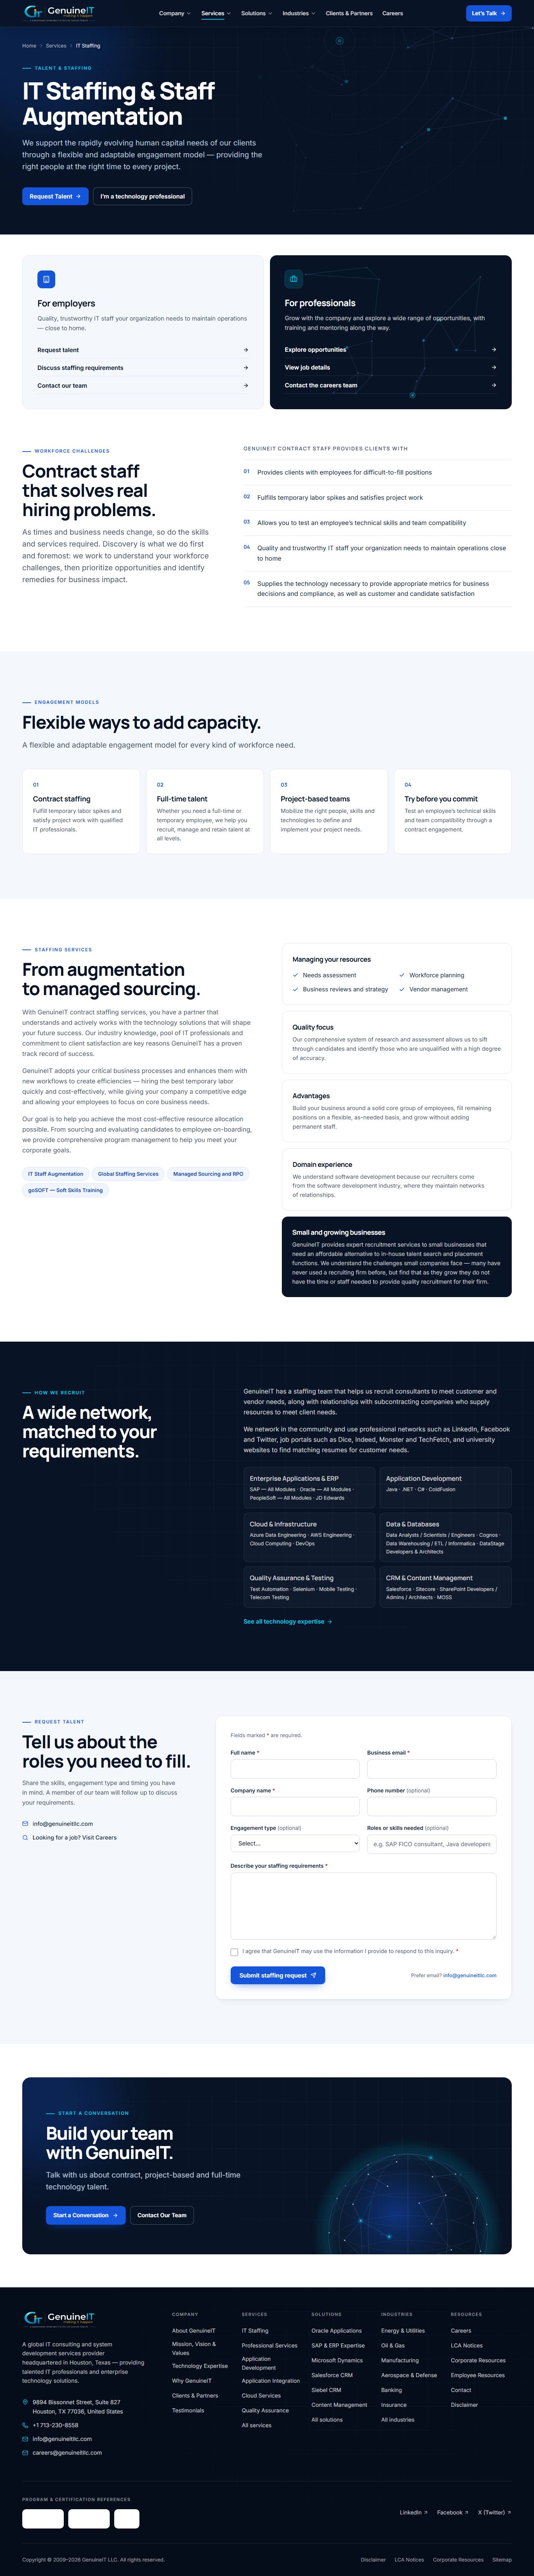 GenuineIT
Company
Services
Solutions
Industries
Clients & Partners
Careers
Let's Talk
Home
Services
IT Staffing
TALENT & STAFFING
IT Staffing & Staff
Augmentation
We support the rapidly evolving human capital needs of our clients
through a flexible and adaptable engagement model — providing the
right people at the right time to every project.
Request Talent
I'm a technology professional
For employers
Quality, trustworthy IT staff your organization needs to maintain operations
— close to home.
Request talent
Discuss staffing requirements
Contact our team
For professionals
Grow with the company and explore a wide range of opportunities, with
training and mentoring along the way.
Explore opportunities
View job details
Contact the careers team
WORKFORCE CHALLENGES
Contract staff
that solves real
hiring problems.
As times and business needs change, so do the skills
and services required. Discovery is what we do first
and foremost: we work to understand your workforce
challenges, then prioritize opportunities and identify
remedies for business impact.
GENUINEIT CONTRACT STAFF PROVIDES CLIENTS WITH
01 Provides clients with employees for difficult-to-fill positions
02 Fulfills temporary labor spikes and satisfies project work
03 Allows you to test an employee's technical skills and team compatibility
04 Quality and trustworthy IT staff your organization needs to maintain operations close
to home
05 Supplies the technology necessary to provide appropriate metrics for business
decisions and compliance, as well as customer and candidate satisfaction
ENGAGEMENT MODELS
Flexible ways to add capacity.
A flexible and adaptable engagement model for every kind of workforce need.
01
Contract staffing
Fulfill temporary labor spikes and
satisfy project work with qualified
IT professionals.
02
Full-time talent
Whether you need a full-time or
temporary employee, we help you
recruit, manage and retain talent at
all levels.
03
Project-based teams
Mobilize the right people, skills and
technologies to define and
implement your project needs.
04
Try before you commit
Test an employee's technical skills
and team compatibility through a
contract engagement.
STAFFING SERVICES
From augmentation
to managed sourcing.
With GenuineIT contract staffing services, you have a partner that
understands and actively works with the technology solutions that will shape
your future success. Our industry knowledge, pool of IT professionals and
commitment to client satisfaction are key reasons GenuineIT has a proven
track record of success.
GenuineIT adopts your critical business processes and enhances them with
new workflows to create efficiencies — hiring the best temporary labor
quickly and cost-effectively, while giving your company a competitive edge
and allowing your employees to focus on core business needs.
Our goal is to help you achieve the most cost-effective resource allocation
possible. From sourcing and evaluating candidates to employee on-boarding,
we provide comprehensive program management to help you meet your
corporate goals.
IT Staff Augmentation
Global Staffing Services
Managed Sourcing and RPO
goSOFT — Soft Skills Training
Managing your resources
Needs assessment
Workforce planning
Business reviews and strategy
Vendor management
Quality focus
Our comprehensive system of research and assessment allows us to sift
through candidates and identify those who are unqualified with a high degree
of accuracy.
Advantages
Build your business around a solid core group of employees, fill remaining
positions on a flexible, as-needed basis, and grow without adding
permanent staff.
Domain experience
We understand software development because our recruiters come
from the software development industry, where they maintain networks
of relationships.
Small and growing businesses
GenuineIT provides expert recruitment services to small businesses that
need an affordable alternative to in-house talent search and placement
functions. We understand the challenges small companies face — many have
never used a recruiting firm before, but find that as they grow they do not
have the time or staff needed to provide quality recruitment for their firm.
HOW WE RECRUIT
A wide network,
matched to your
requirements.
GenuineIT has a staffing team that helps us recruit consultants to meet customer and
vendor needs, along with relationships with subcontracting companies who supply
resources to meet client needs.
We network in the community and use professional networks such as LinkedIn, Facebook
and Twitter, job portals such as Dice, Indeed, Monster and TechFetch, and university
websites to find matching resumes for customer needs.
Enterprise Applications & ERP
SAP — All Modules · Oracle — All Modules ·
PeopleSoft — All Modules · JD Edwards
Application Development
Java · .NET · C# · ColdFusion
Cloud & Infrastructure
Azure Data Engineering · AWS Engineering ·
Cloud Computing · DevOps
Data & Databases
Data Analysts / Scientists / Engineers · Cognos ·
Data Warehousing / ETL / Informatica · DataStage
Developers & Architects
Quality Assurance & Testing
Test Automation · Selenium · Mobile Testing ·
Telecom Testing
CRM & Content Management
Salesforce · Sitecore · SharePoint Developers /
Admins / Architects · MOSS
See all technology expertise
REQUEST TALENT
Tell us about the
roles you need to fill.
Share the skills, engagement type and timing you have
in mind. A member of our team will follow up to discuss
your requirements.
info@genuineitllc.com
Looking for a job? Visit Careers
Fields marked * are required.
Full name *
Business email *
Company name *
Phone number (optional)
Engagement type (optional)
Select...
Roles or skills needed (optional)
e.g. SAP FICO consultant, Java developers
Describe your staffing requirements *
I agree that GenuineIT may use the information I provide to respond to this inquiry. *
Submit staffing request
Prefer email? info@genuineitllc.com
START A CONVERSATION
Build your team
with GenuineIT.
Talk with us about contract, project-based and full-time
technology talent.
Start a Conversation
Contact Our Team
GenuineIT
A global IT consulting and system
development services provider
headquartered in Houston, Texas — providing
talented IT professionals and enterprise
technology solutions.
9894 Bissonnet Street, Suite 827
Houston, TX 77036, United States
+1 713-230-8558
info@genuineitllc.com
careers@genuineitllc.com
COMPANY
About GenuineIT
Mission, Vision &
Values
Technology Expertise
Why GenuineIT
Clients & Partners
Testimonials
SERVICES
IT Staffing
Professional Services
Application
Development
Application Integration
Cloud Services
Quality Assurance
All services
SOLUTIONS
Oracle Applications
SAP & ERP Expertise
Microsoft Dynamics
Salesforce CRM
Siebel CRM
Content Management
All solutions
INDUSTRIES
Energy & Utilities
Oil & Gas
Manufacturing
Aerospace & Defense
Banking
Insurance
All industries
RESOURCES
Careers
LCA Notices
Corporate Resources
Employee Resources
Contact
Disclaimer
PROGRAM & CERTIFICATION REFERENCES
LinkedIn
Facebook
X (Twitter)
Copyright © 2009–2026 GenuineIT LLC. All rights reserved.
Disclaimer
LCA Notices
Corporate Resources
Sitemap